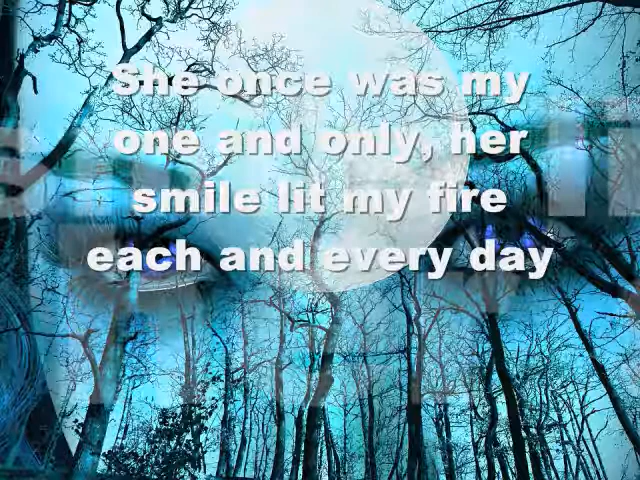 She once was my
one and only, her
smile lit my fire
each and every day